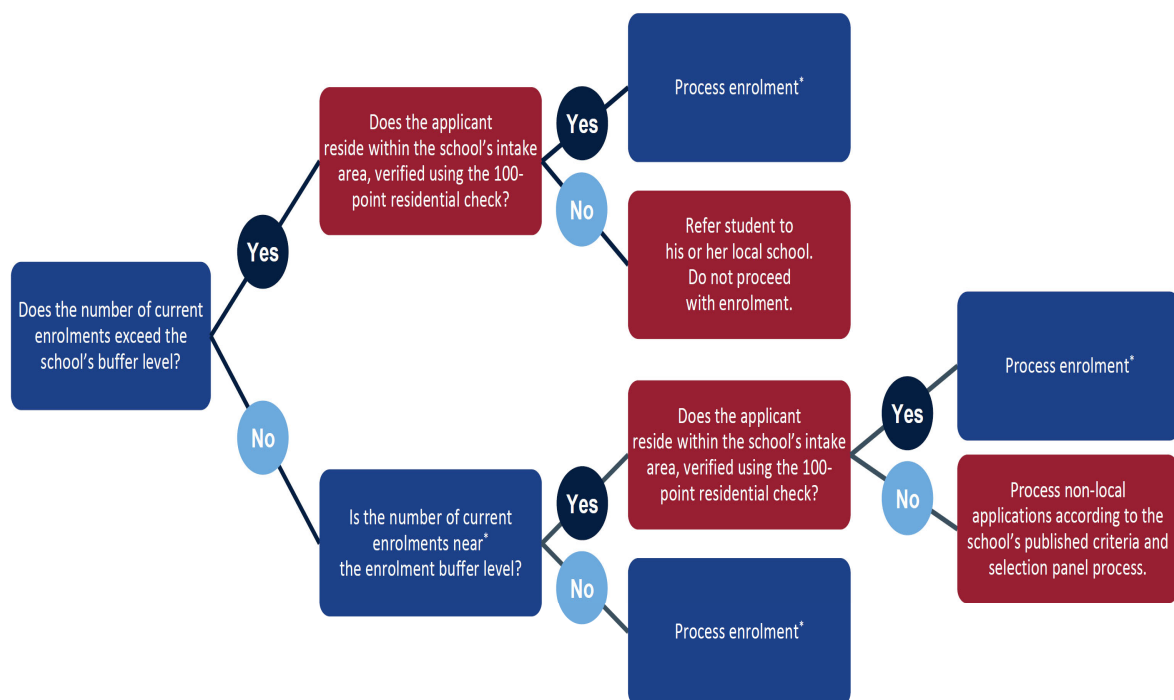 Does the number of current
enrolments exceed the
school's buffer level?
Yes
No
Does the applicant
reside within the school's intake
area, verified using the 100-
point residential check?
Yes
No
Process enrolment*
Refer student to
his or her local school.
Do not proceed
with enrolment.
Is the number of current
enrolments near*
the enrolment buffer level?
Yes
No
Does the applicant
reside within the school's intake
area, verified using the 100-
point residential check?
Yes
No
Process enrolment*
Process non-local
applications according to the
school's published criteria and
selection panel process.
Process enrolment*